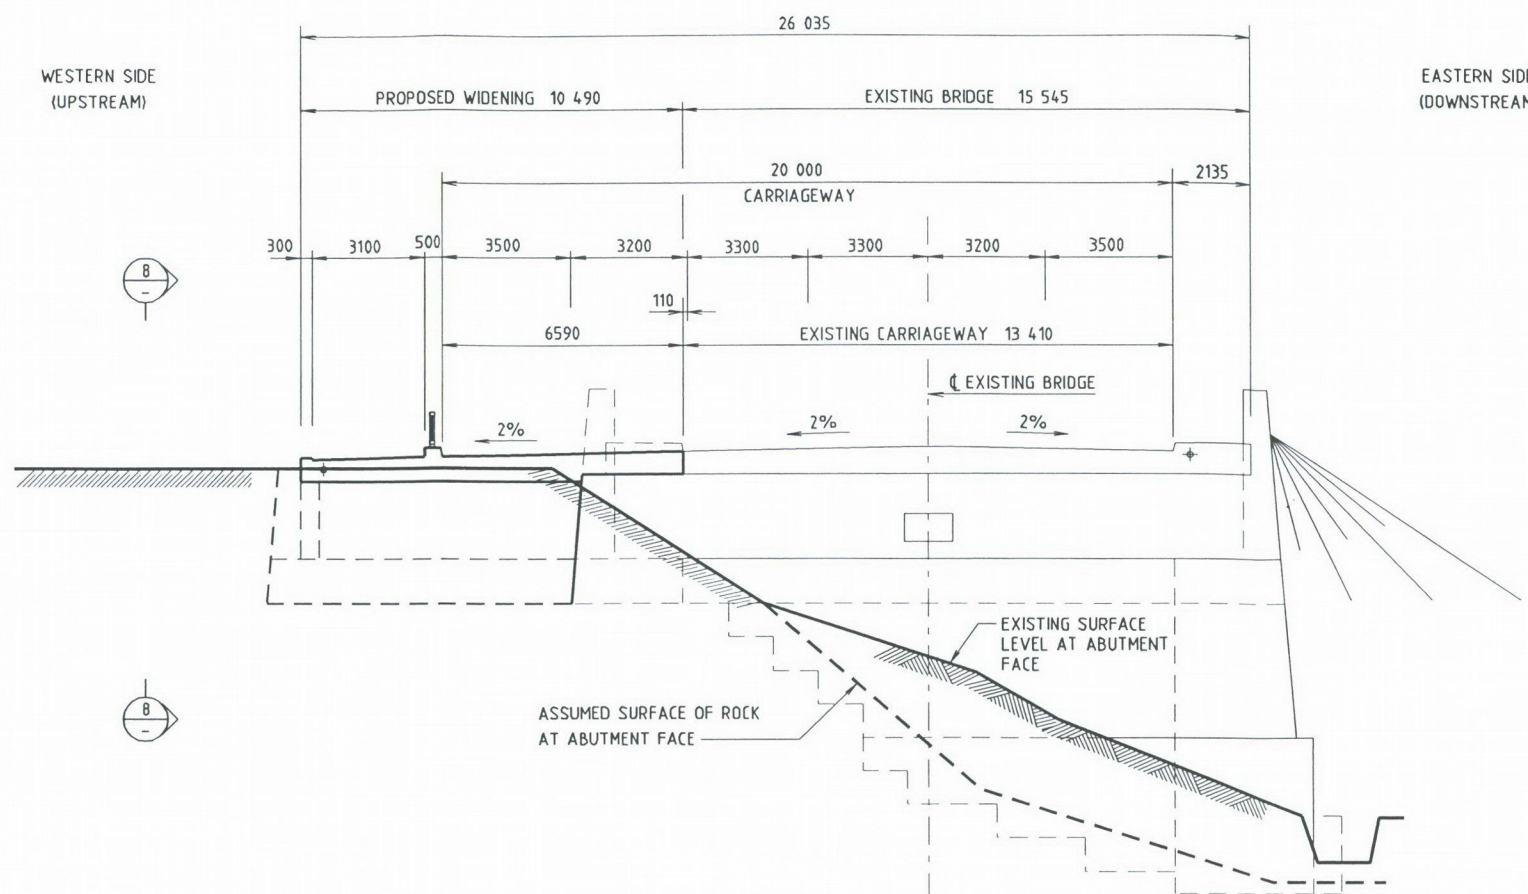 26 035
WESTERN SIDE
(UPSTREAM)
EASTERN SIDE
(DOWNSTREAM
PROPOSED WIDENING 10 490
EXISTING BRIDGE 15 545
20 000
CARRIAGEWAY
2135
300
3100
500
3500
3200
3300
3300
3200
3500
8
–
110
6590
EXISTING CARRIAGEWAY 13 410
℄ EXISTING BRIDGE
2%
2%
2%
EXISTING SURFACE
LEVEL AT ABUTMENT
FACE
8
–
ASSUMED SURFACE OF ROCK
AT ABUTMENT FACE